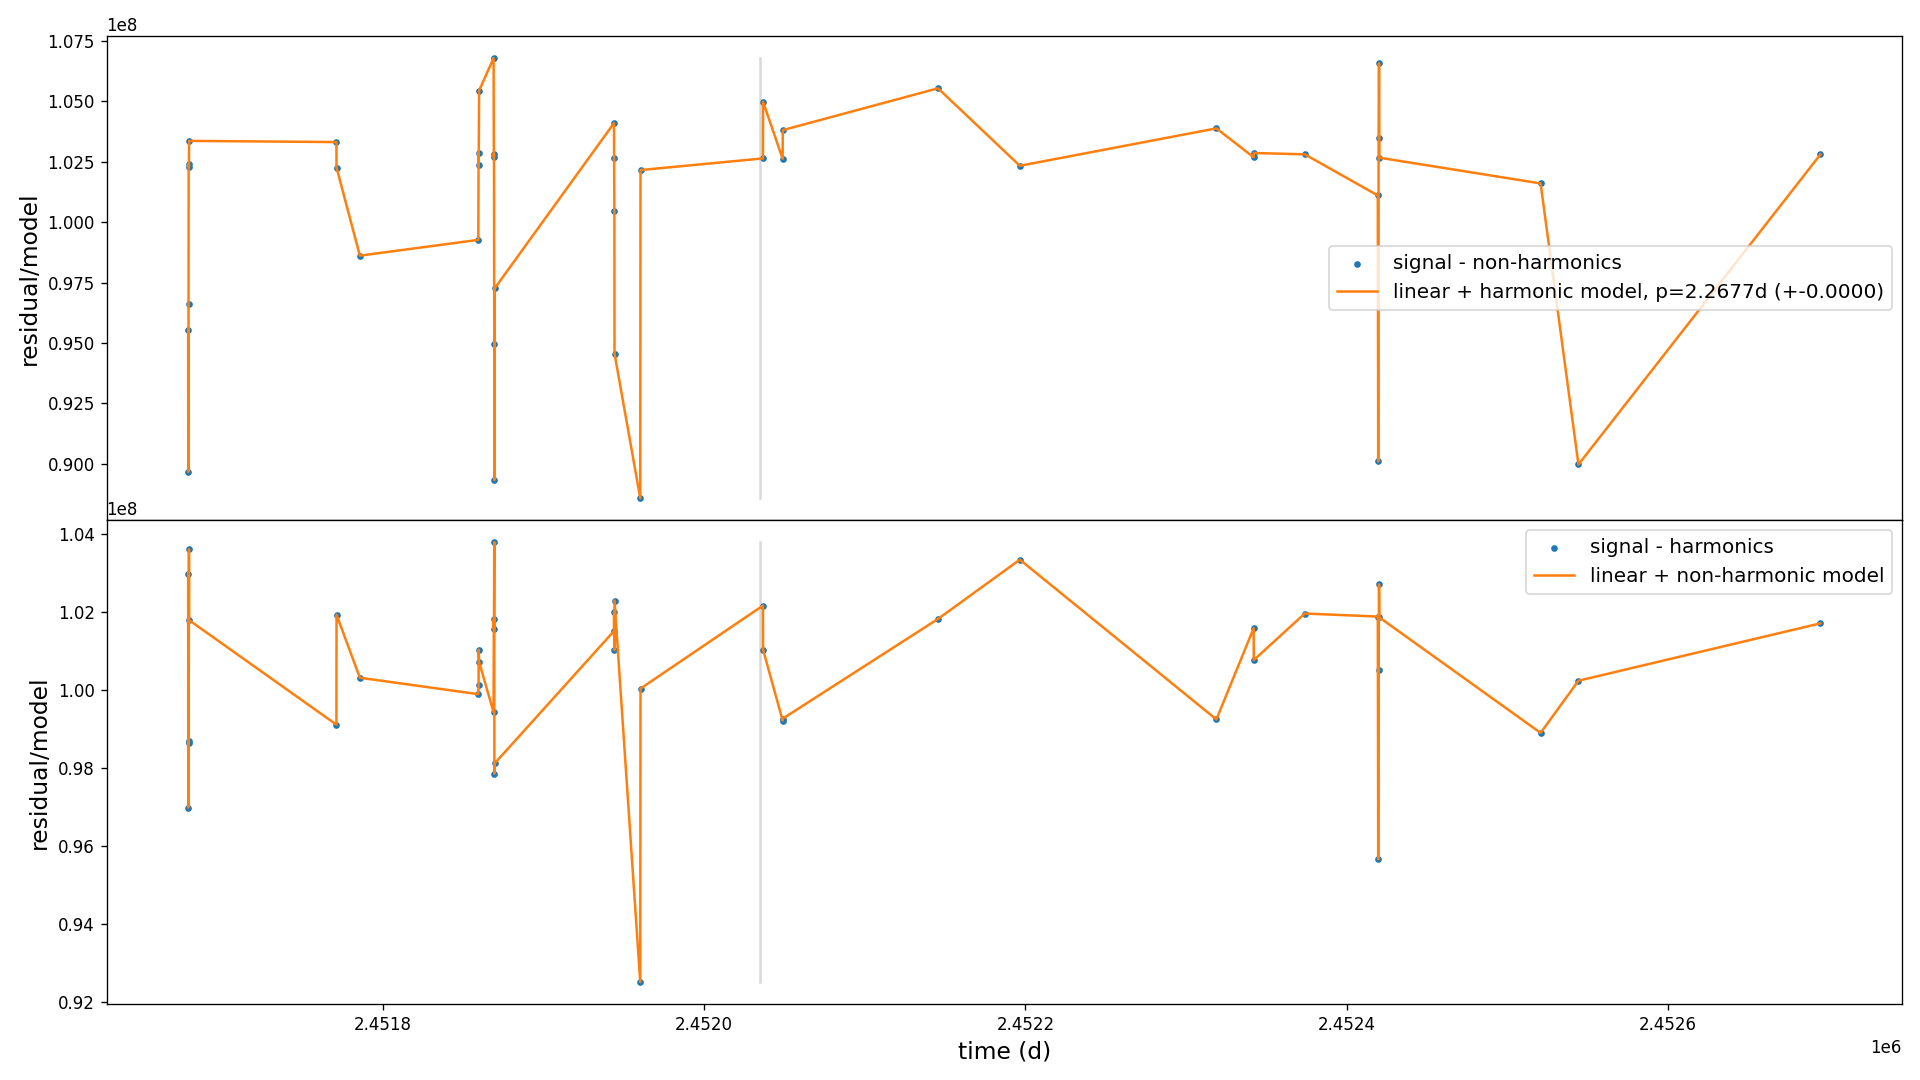 1e8
1.075
1.050
1.025
1.000
0.975
0.950
0.925
0.900
residual/model
signal - non-harmonics
linear + harmonic model, p=2.2677d (+-0.0000)
1e8
1.04
1.02
1.00
0.98
0.96
0.94
0.92
residual/model
signal - harmonics
linear + non-harmonic model
2.4518 2.4520 2.4522 2.4524 2.4526
1e6
time (d)